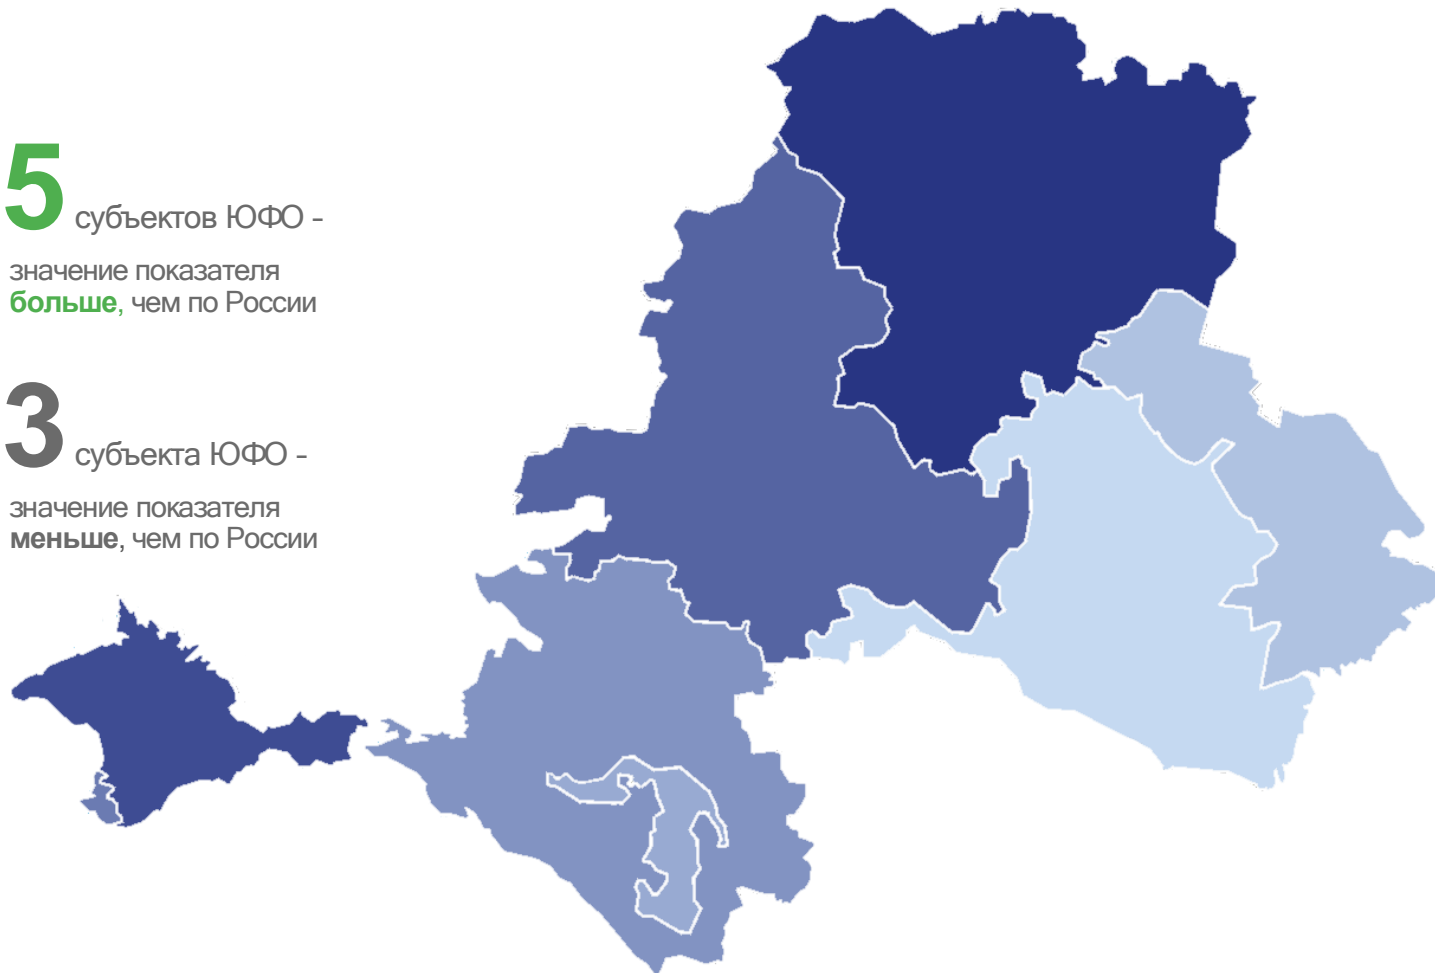 5 субъектов ЮФО -
значение показателя
больше, чем по России
3 субъекта ЮФО -
значение показателя
меньше, чем по России